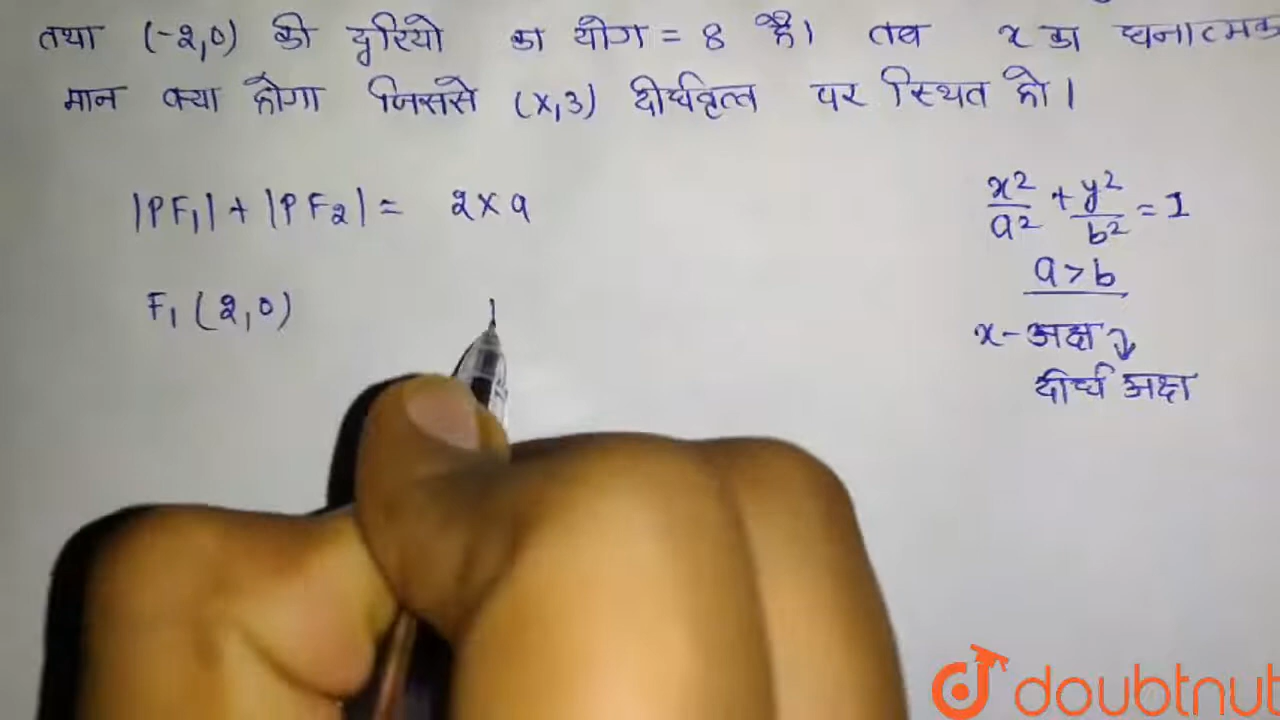 तथा (-2,0) की दूरियो का योग = 8 है। तब x का धनात्मक
मान क्या होगा जिससे (x,3) दीर्घवृत्त पर स्थित हो।
|PF₁| + |PF₂| = 2×a
x²/a² + y²/b² = 1
a>b
F₁(2,0)
x-अक्ष ↓
दीर्घ अक्ष
doubtnut